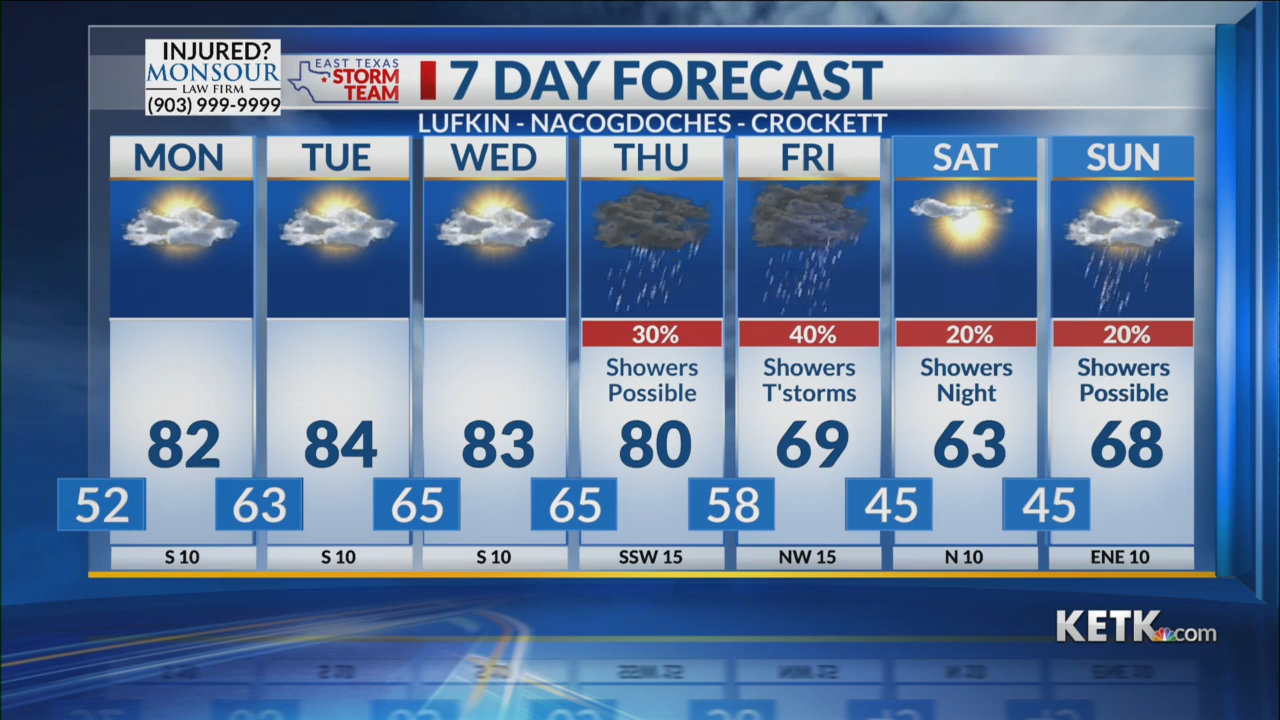 INJURED?
MONSOUR
LAW FIRM
(903) 999-9999
EAST TEXAS
STORM
TEAM
7 DAY FORECAST
LUFKIN - NACOGDOCHES - CROCKETT
MON TUE WED THU FRI SAT SUN
30% 40% 20% 20%
Showers Showers Showers Showers
Possible T'storms Night Possible
82 84 83 80 69 63 68
52 63 65 65 58 45 45
S 10 S 10 S 10 SSW 15 NW 15 N 10 ENE 10
KETK.com